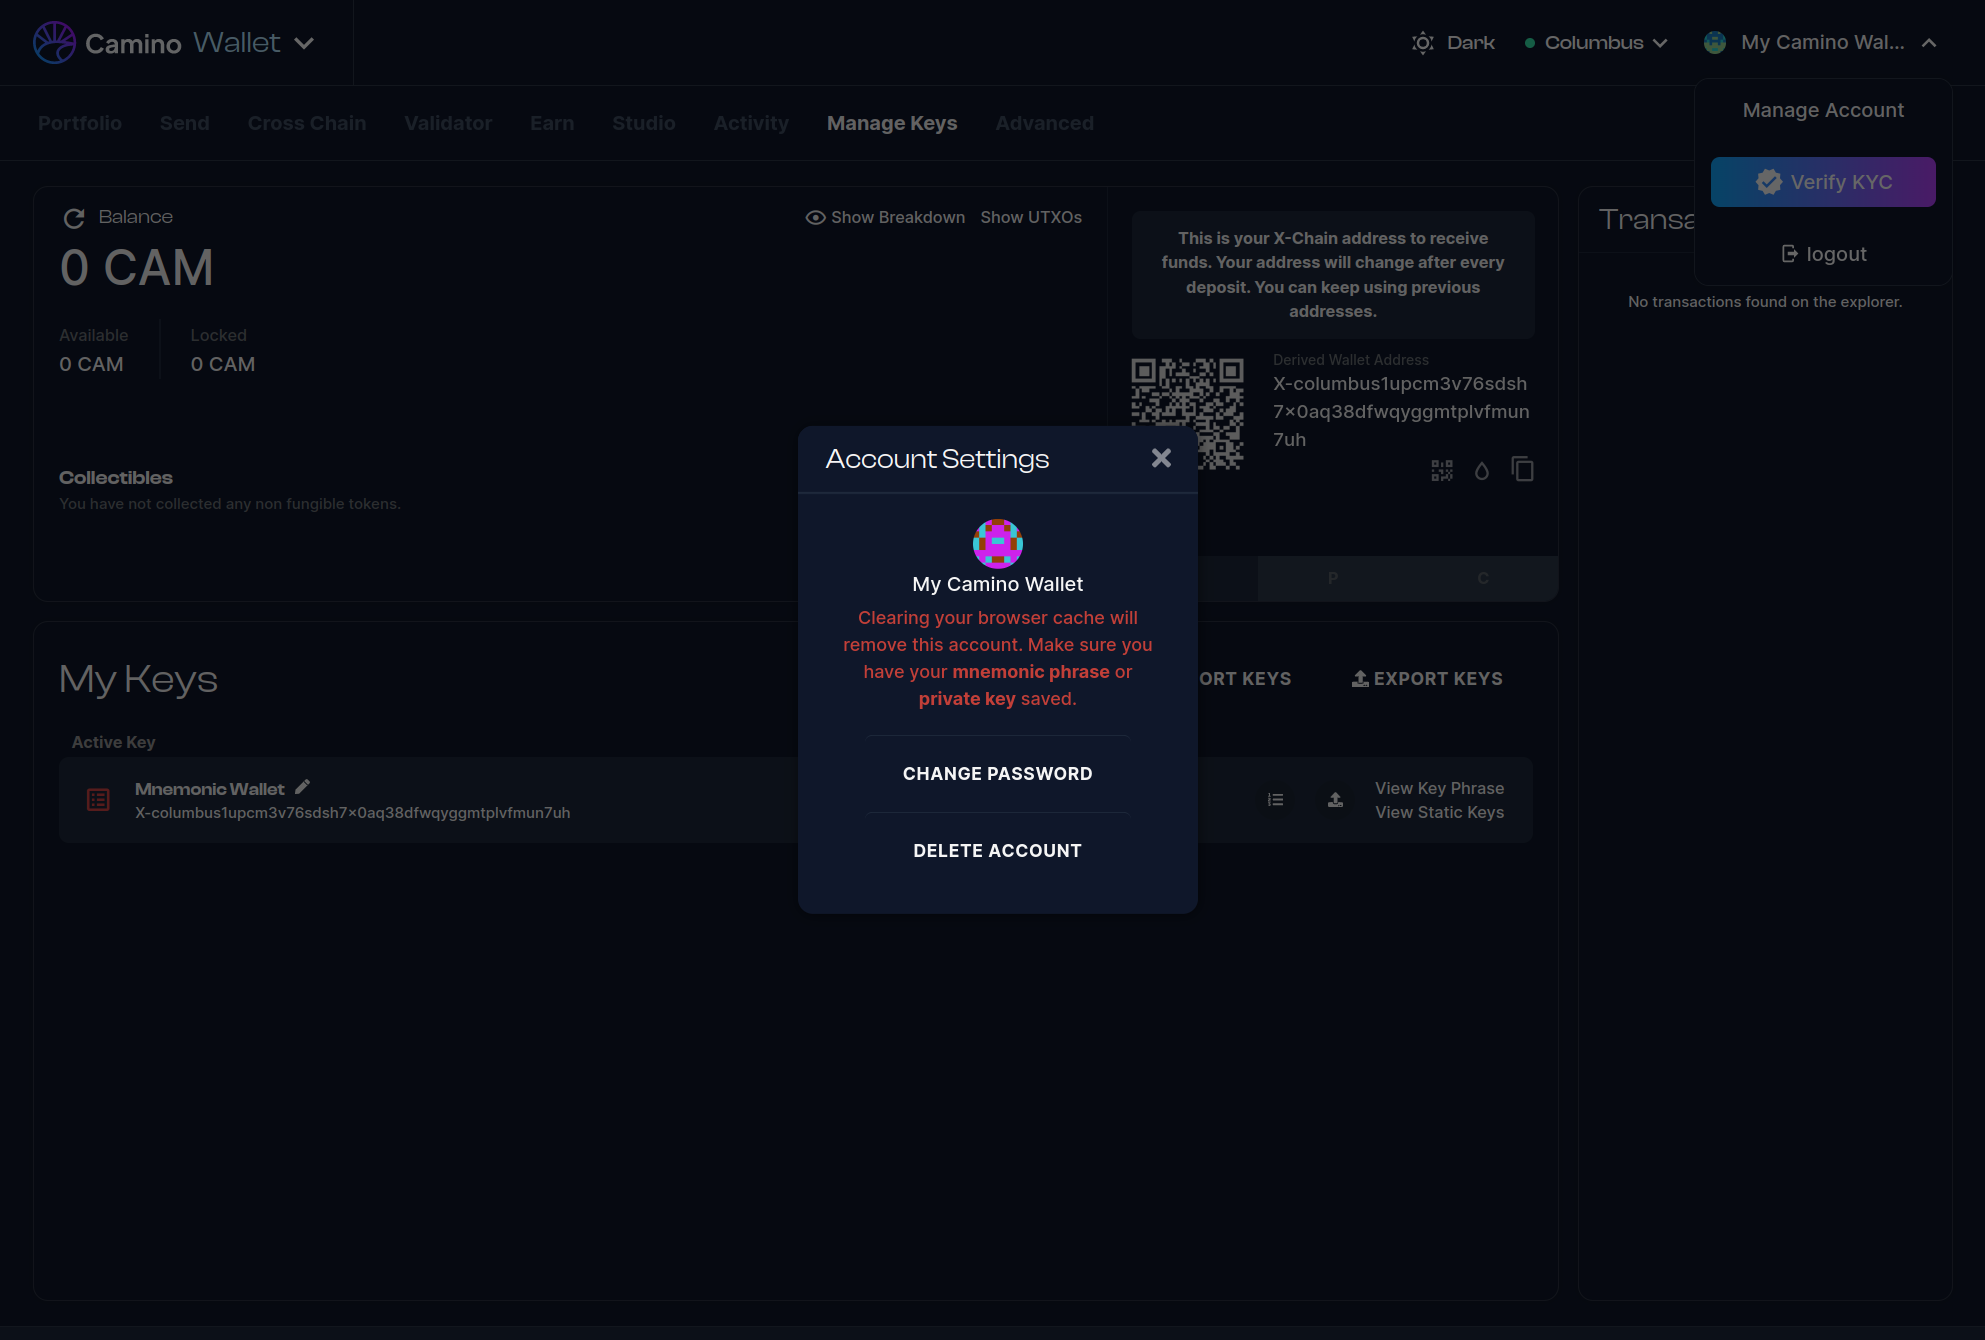 Camino Wallet
Dark
Columbus
My Camino Wal...
Manage Account
Verify KYC
logout
Portfolio
Send
Cross Chain
Validator
Earn
Studio
Activity
Manage Keys
Advanced
Balance
Show Breakdown
Show UTXOs
0 CAM
Available
0 CAM
Locked
0 CAM
Collectibles
You have not collected any non fungible tokens.
This is your X-Chain address to receive
funds. Your address will change after every
deposit. You can keep using previous
addresses.
Derived Wallet Address
X-columbus1upcm3v76sdsh
7x0aq38dfwqyggmtplvfmun
7uh
P
C
Transa
No transactions found on the explorer.
My Keys
ORT KEYS
EXPORT KEYS
Active Key
Mnemonic Wallet
X-columbus1upcm3v76sdsh7x0aq38dfwqyggmtplvfmun7uh
View Key Phrase
View Static Keys
Account Settings
My Camino Wallet
Clearing your browser cache will
remove this account. Make sure you
have your mnemonic phrase or
private key saved.
CHANGE PASSWORD
DELETE ACCOUNT